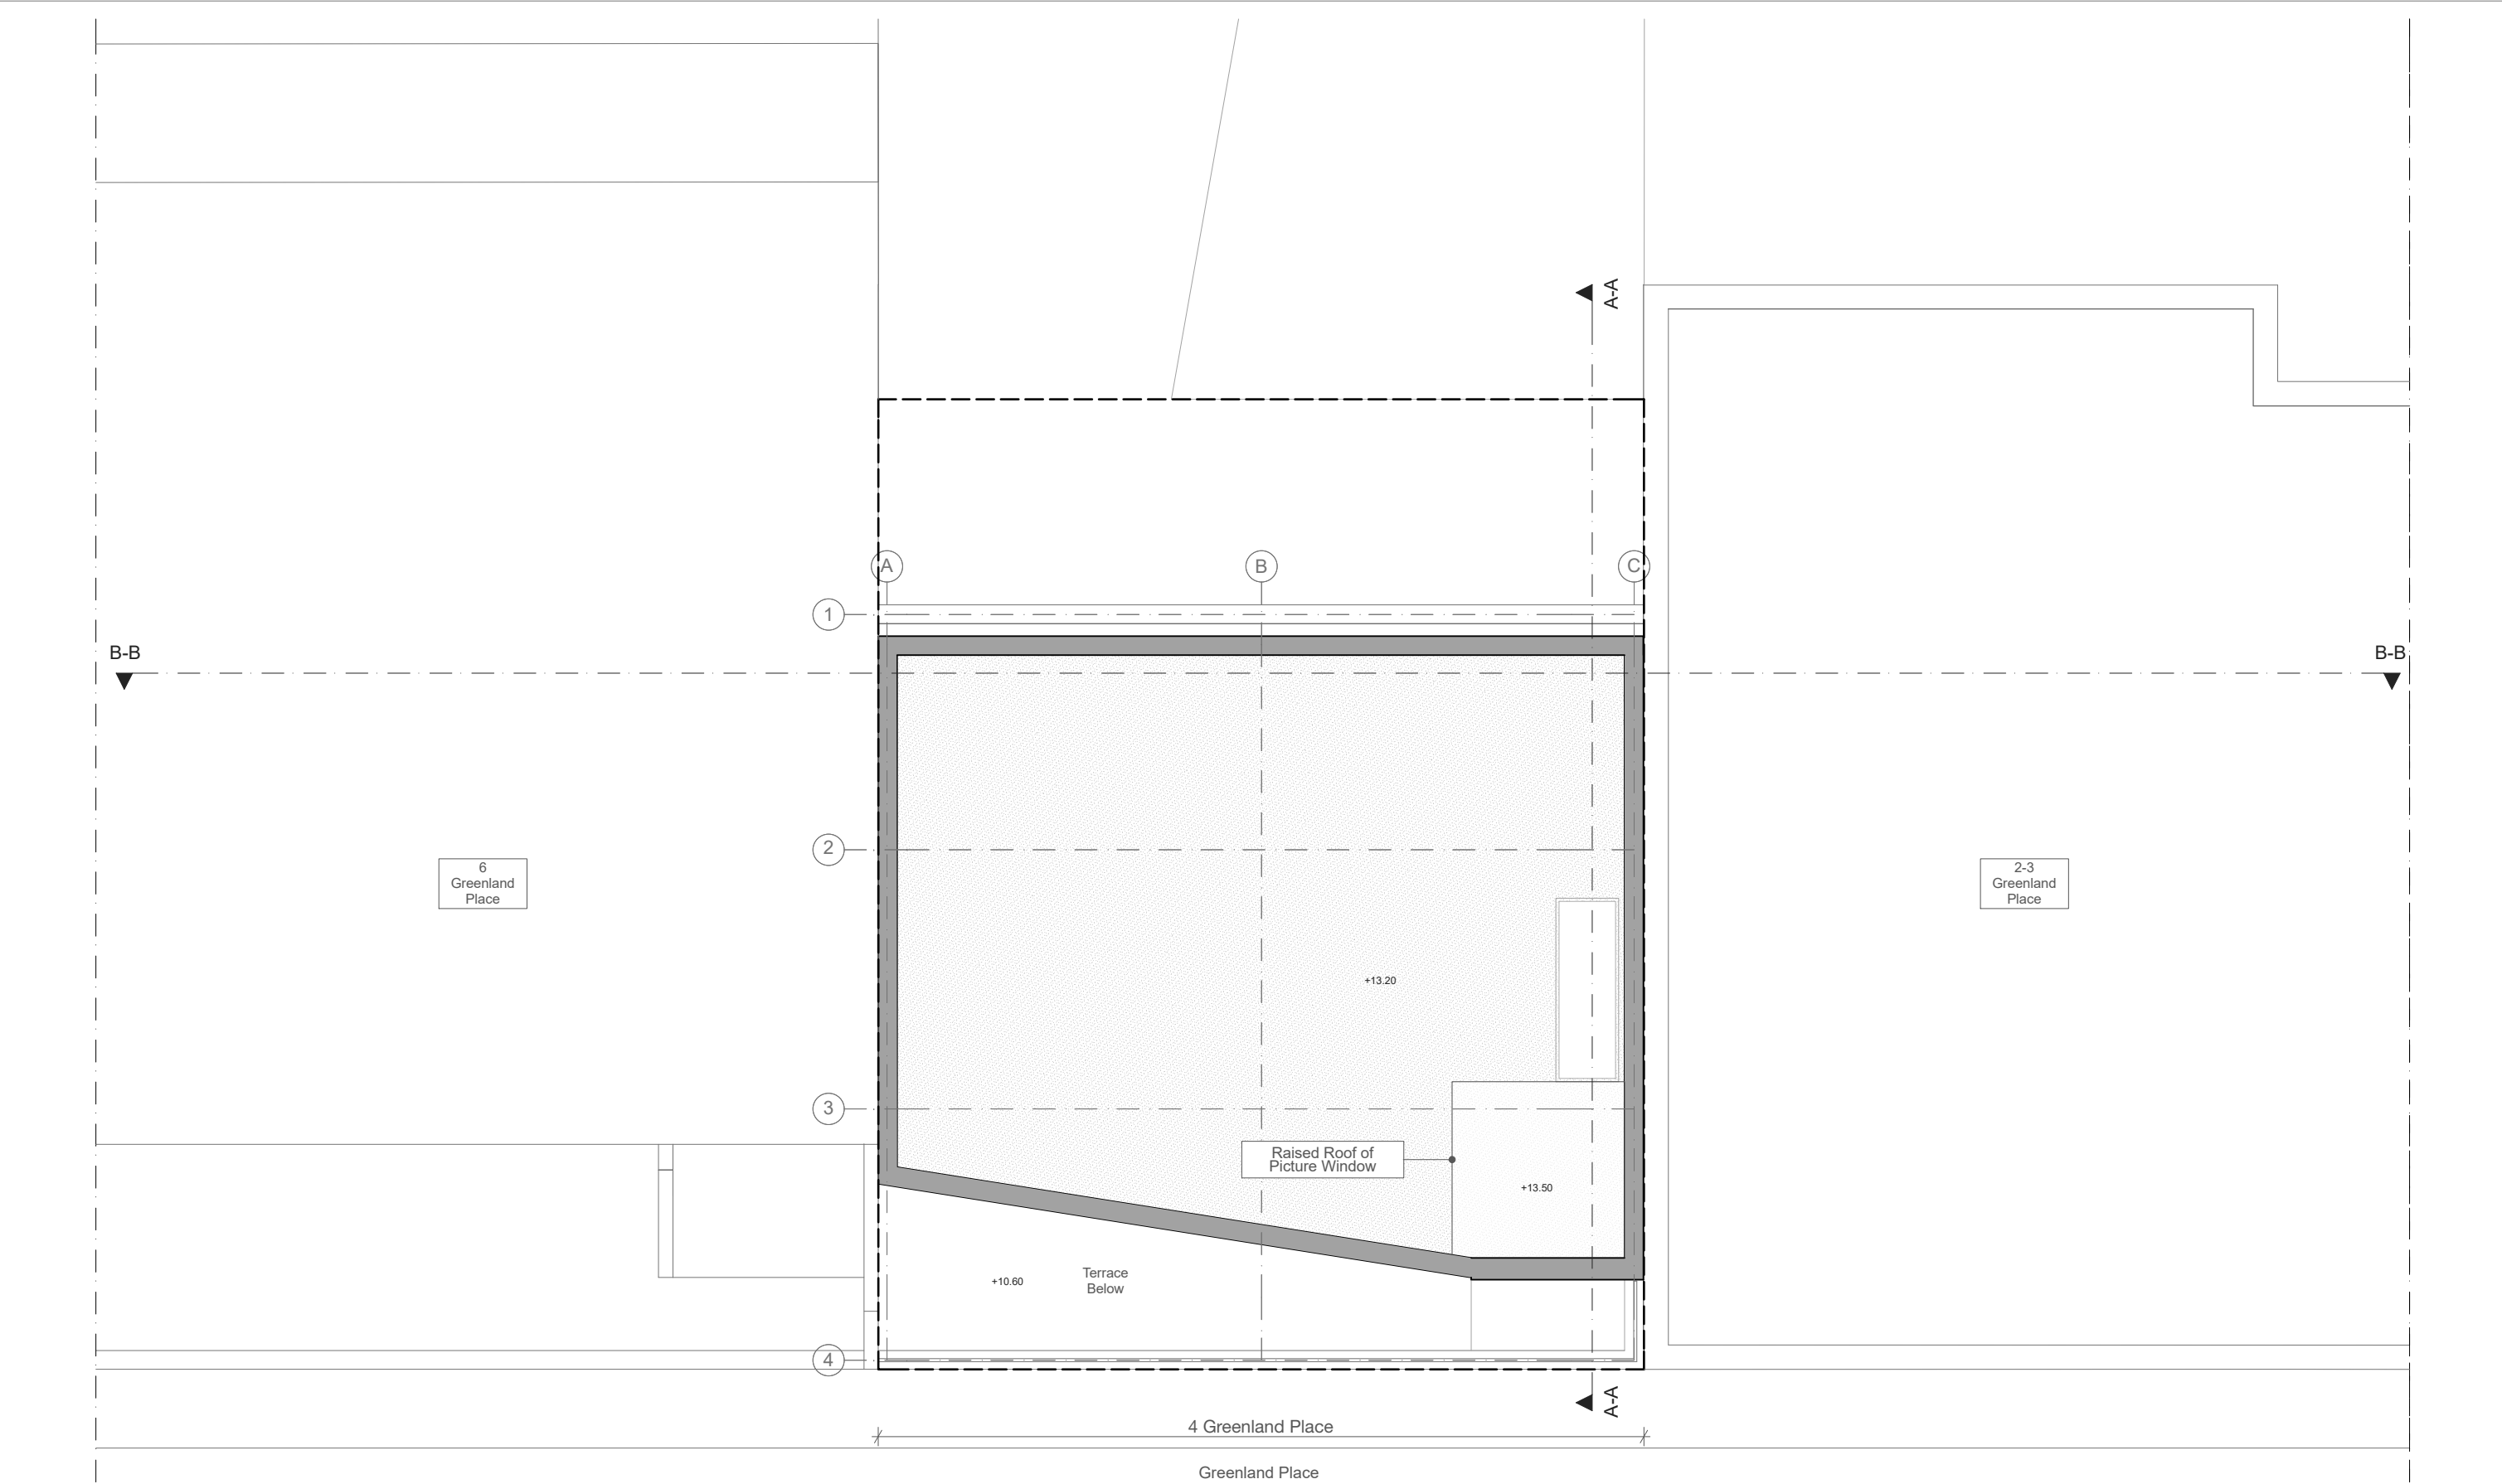 A-A
A
B
C
1
B-B
B-B
2
6
Greenland
Place
2-3
Greenland
Place
+13.20
3
Raised Roof of
Picture Window
+13.50
+10.60
Terrace
Below
4
A-A
4 Greenland Place
Greenland Place